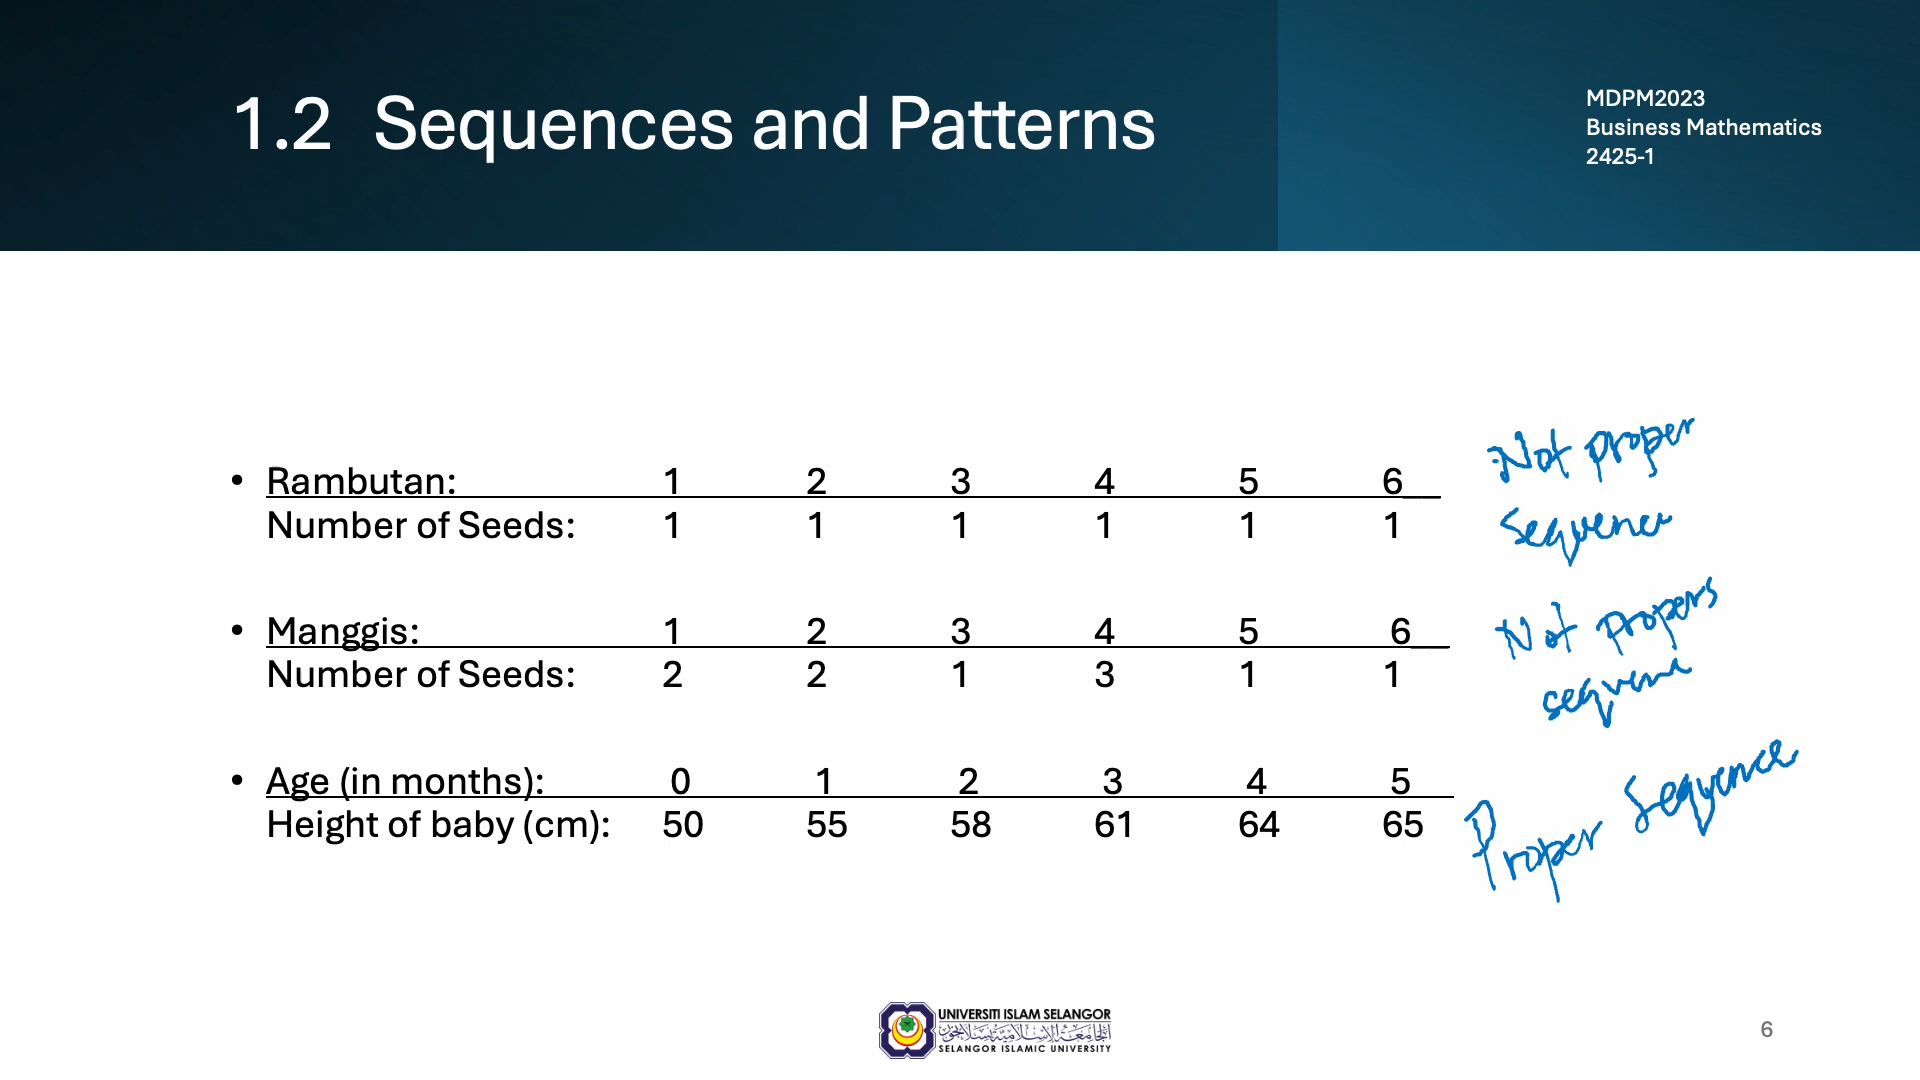 1.2 Sequences and Patterns
MDPM2023
Business Mathematics
2425-1
• Rambutan: 1 2 3 4 5 6__
Number of Seeds: 1 1 1 1 1 1
Not proper
Sequence
• Manggis: 1 2 3 4 5 6__
Number of Seeds: 2 2 1 3 1 1
Not propers
• Age (in months): 0 1 2 3 4 5
Height of baby (cm): 50 55 58 61 64 65
Proper Sequence
UNIVERSITI ISLAM SELANGOR
SELANGOR ISLAMIC UNIVERSITY
6